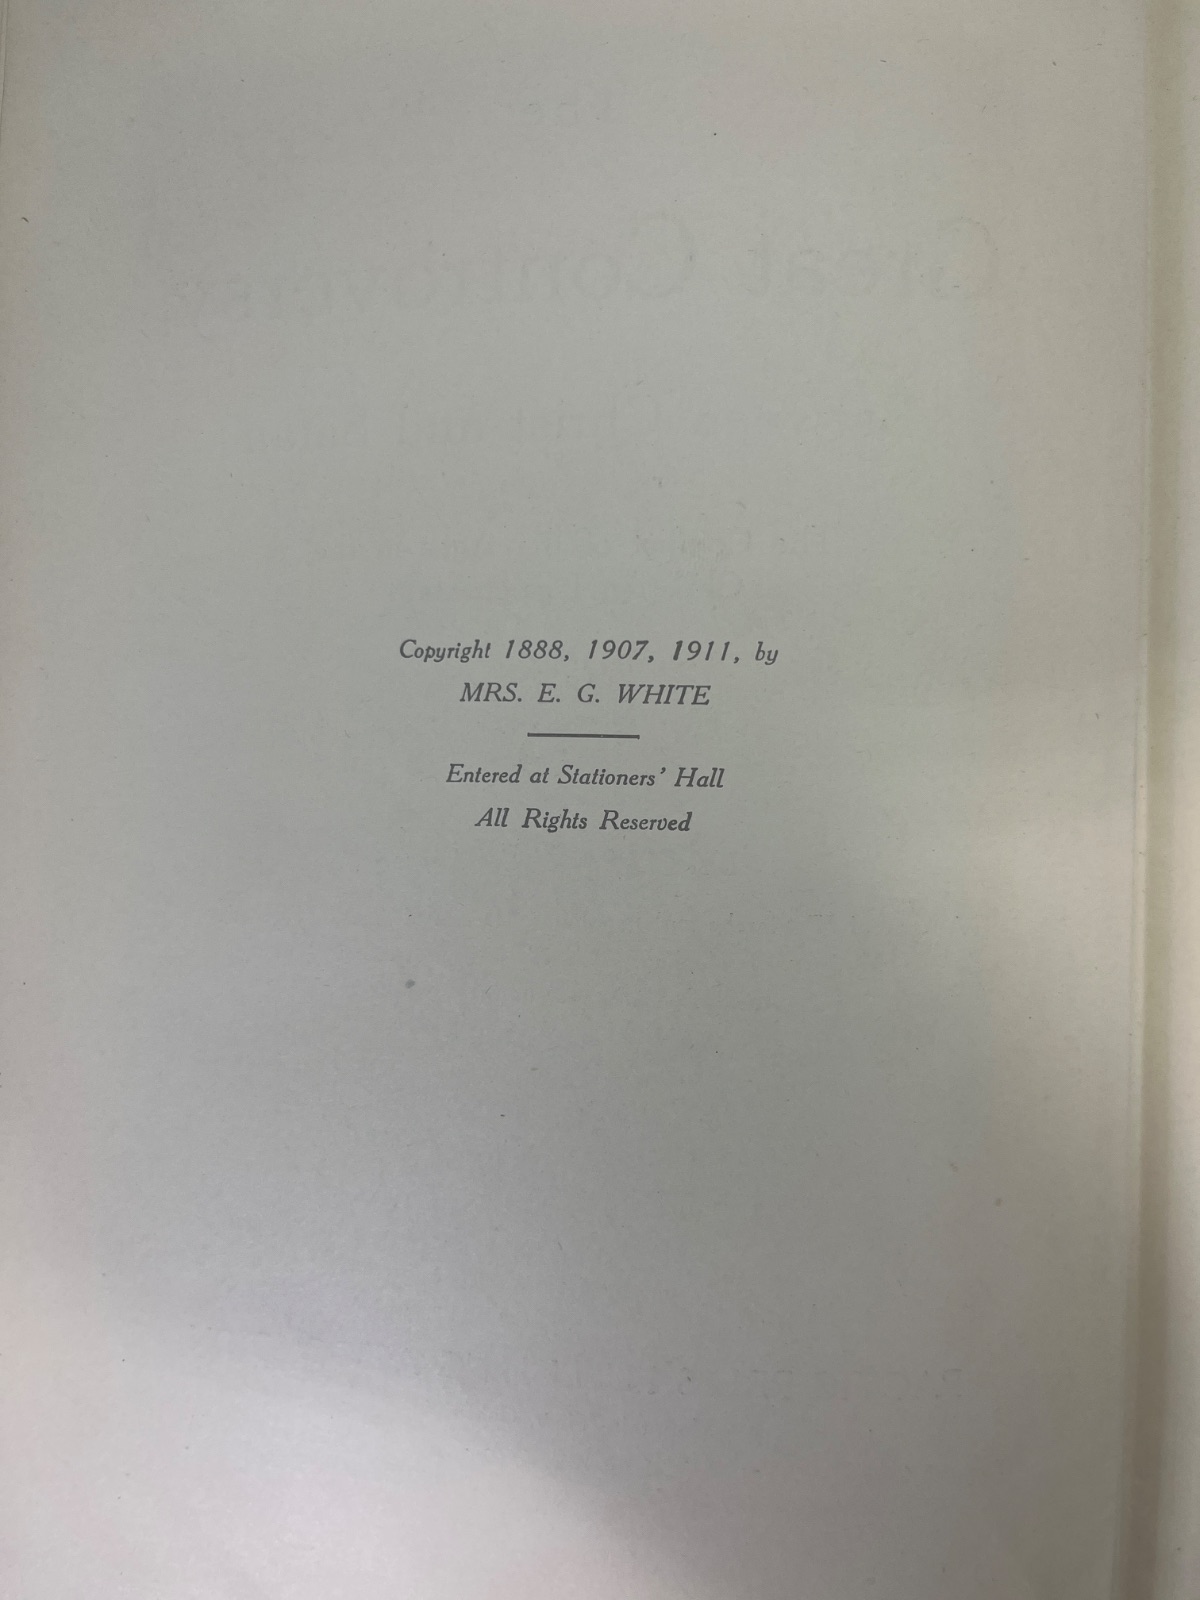 Copyright 1888, 1907, 1911, by
MRS. E. G. WHITE
Entered at Stationers' Hall
All Rights Reserved